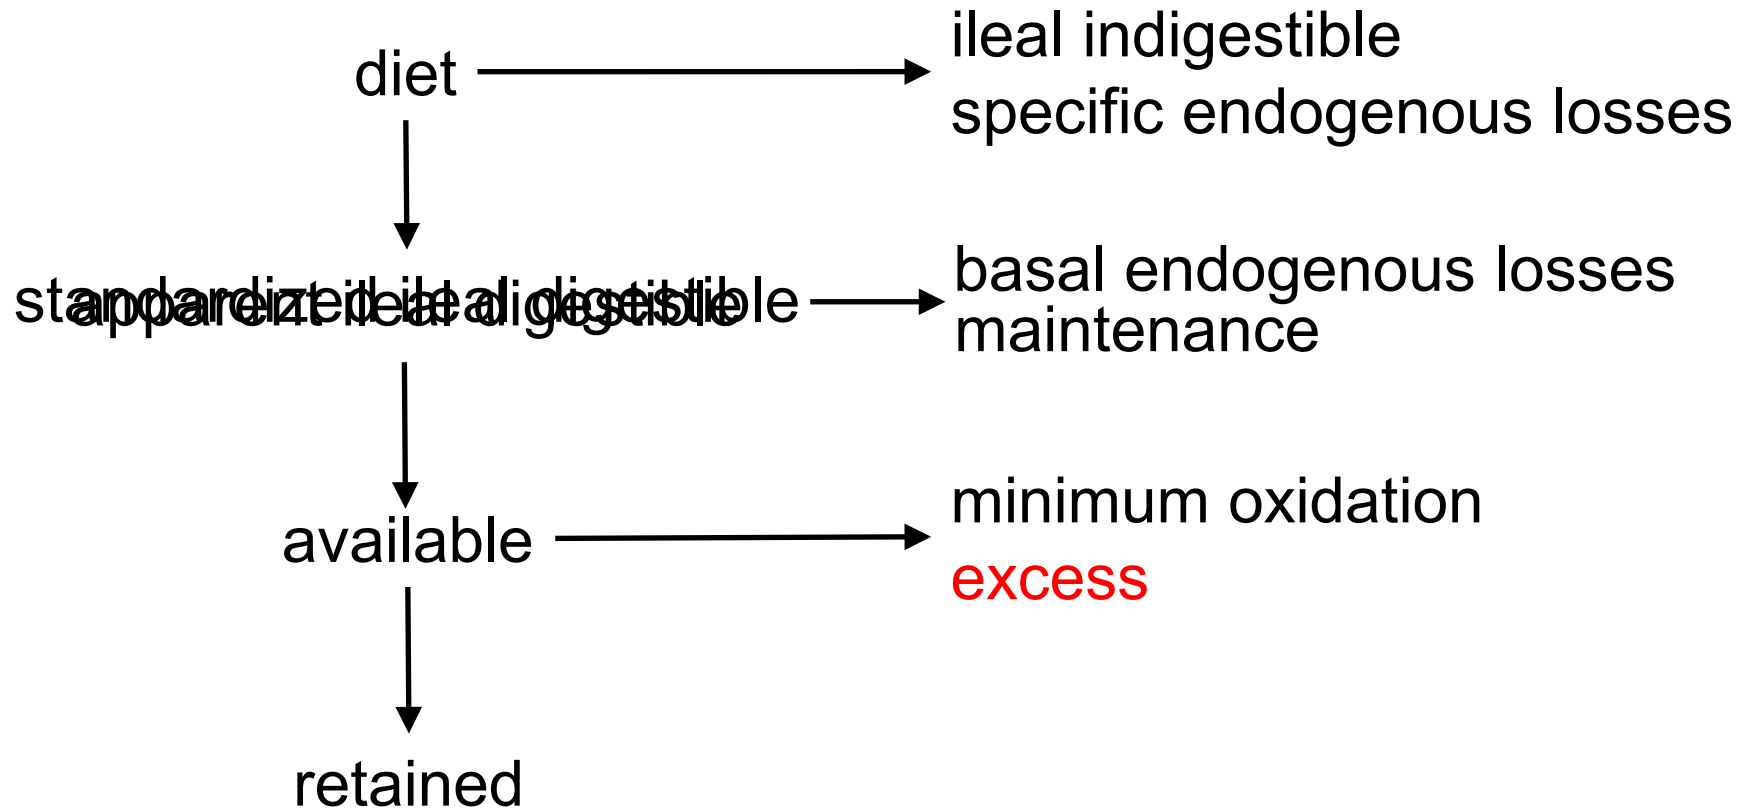 diet
ileal indigestible
specific endogenous losses
standardized ileal digestible
apparent ileal digestible
basal endogenous losses
maintenance
available
minimum oxidation
excess
retained